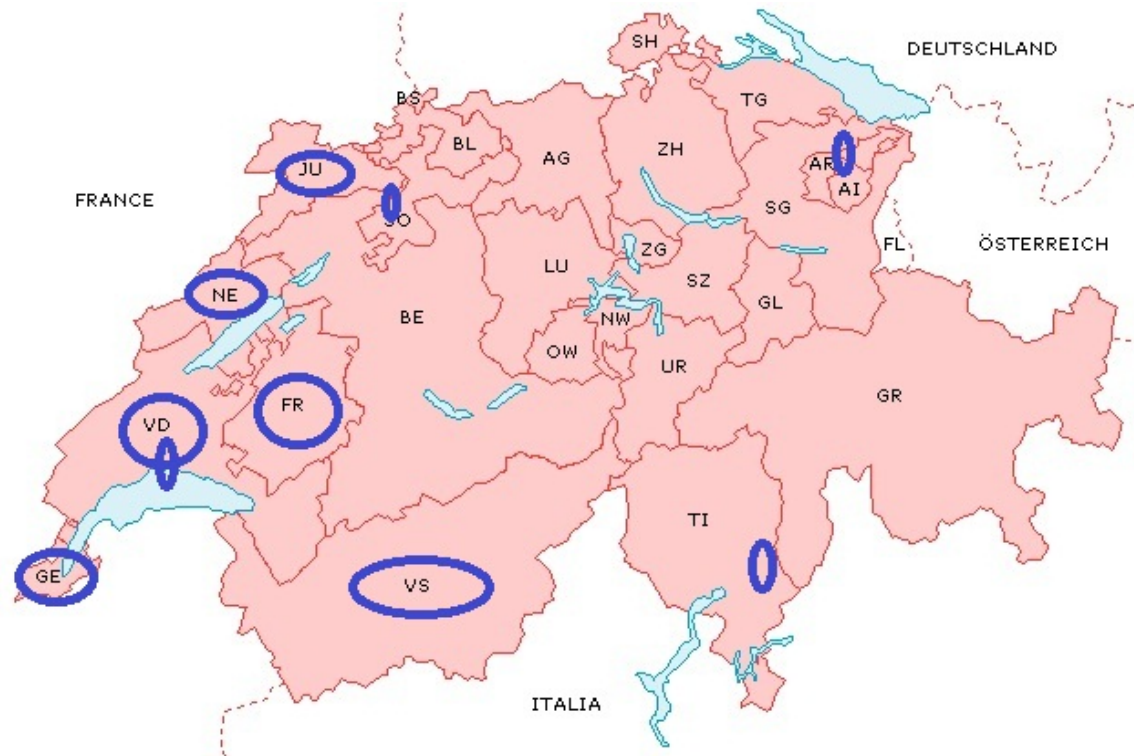 SH
DEUTSCHLAND
BS
TG
BL
AG
ZH
JU
AR
AI
FRANCE
SG
SO
FL
ÖSTERREICH
ZG
LU
SZ
NE
BE
NW
GL
OW
UR
GR
FR
VD
TI
GE
VS
ITALIA